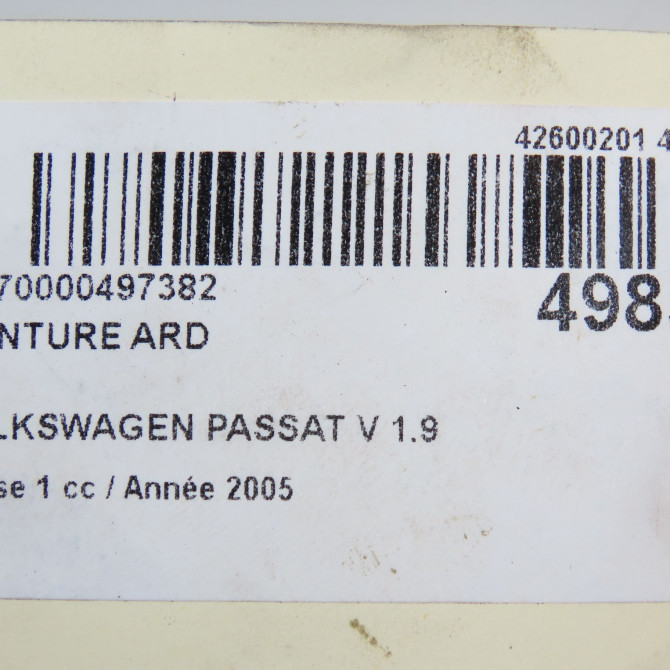 42600201 4
70000497382
498
NTURE ARD
LKSWAGEN PASSAT V 1.9
se 1 cc / Année 2005